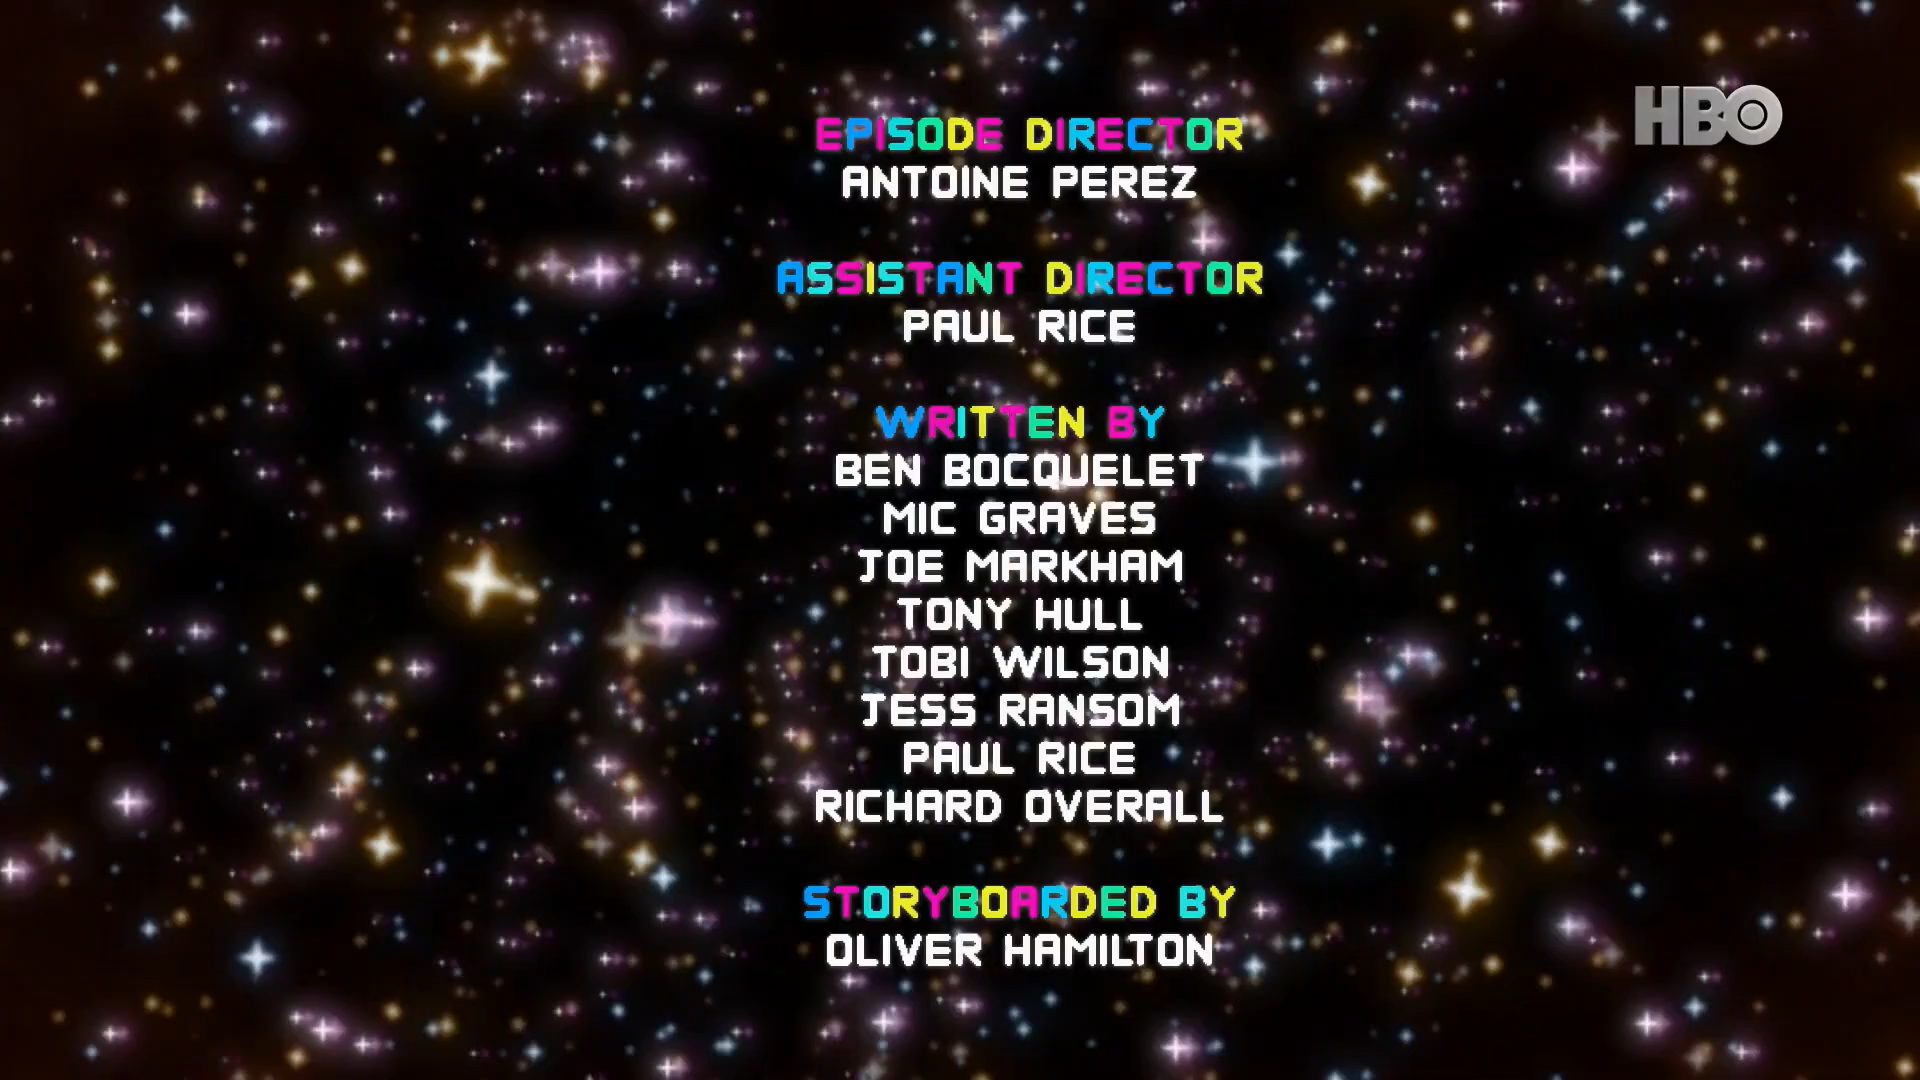 HBO
EPISODE DIRECTOR
ANTOINE PEREZ
ASSISTANT DIRECTOR
PAUL RICE
WRITTEN BY
BEN BOCQUELET
MIC GRAVES
JOE MARKHAM
TONY HULL
TOBI WILSON
JESS RANSOM
PAUL RICE
RICHARD OVERALL
STORYBOARDED BY
OLIVER HAMILTON